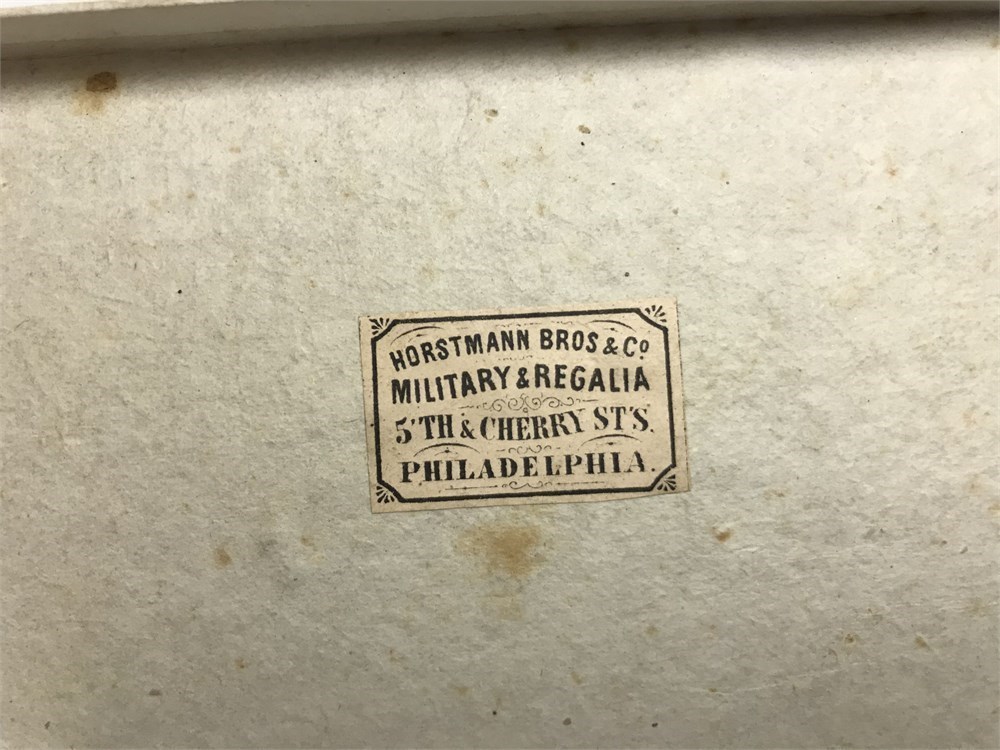 HORSTMANN BROS & Co
MILITARY & REGALIA
5'TH & CHERRY ST'S.
PHILADELPHIA.